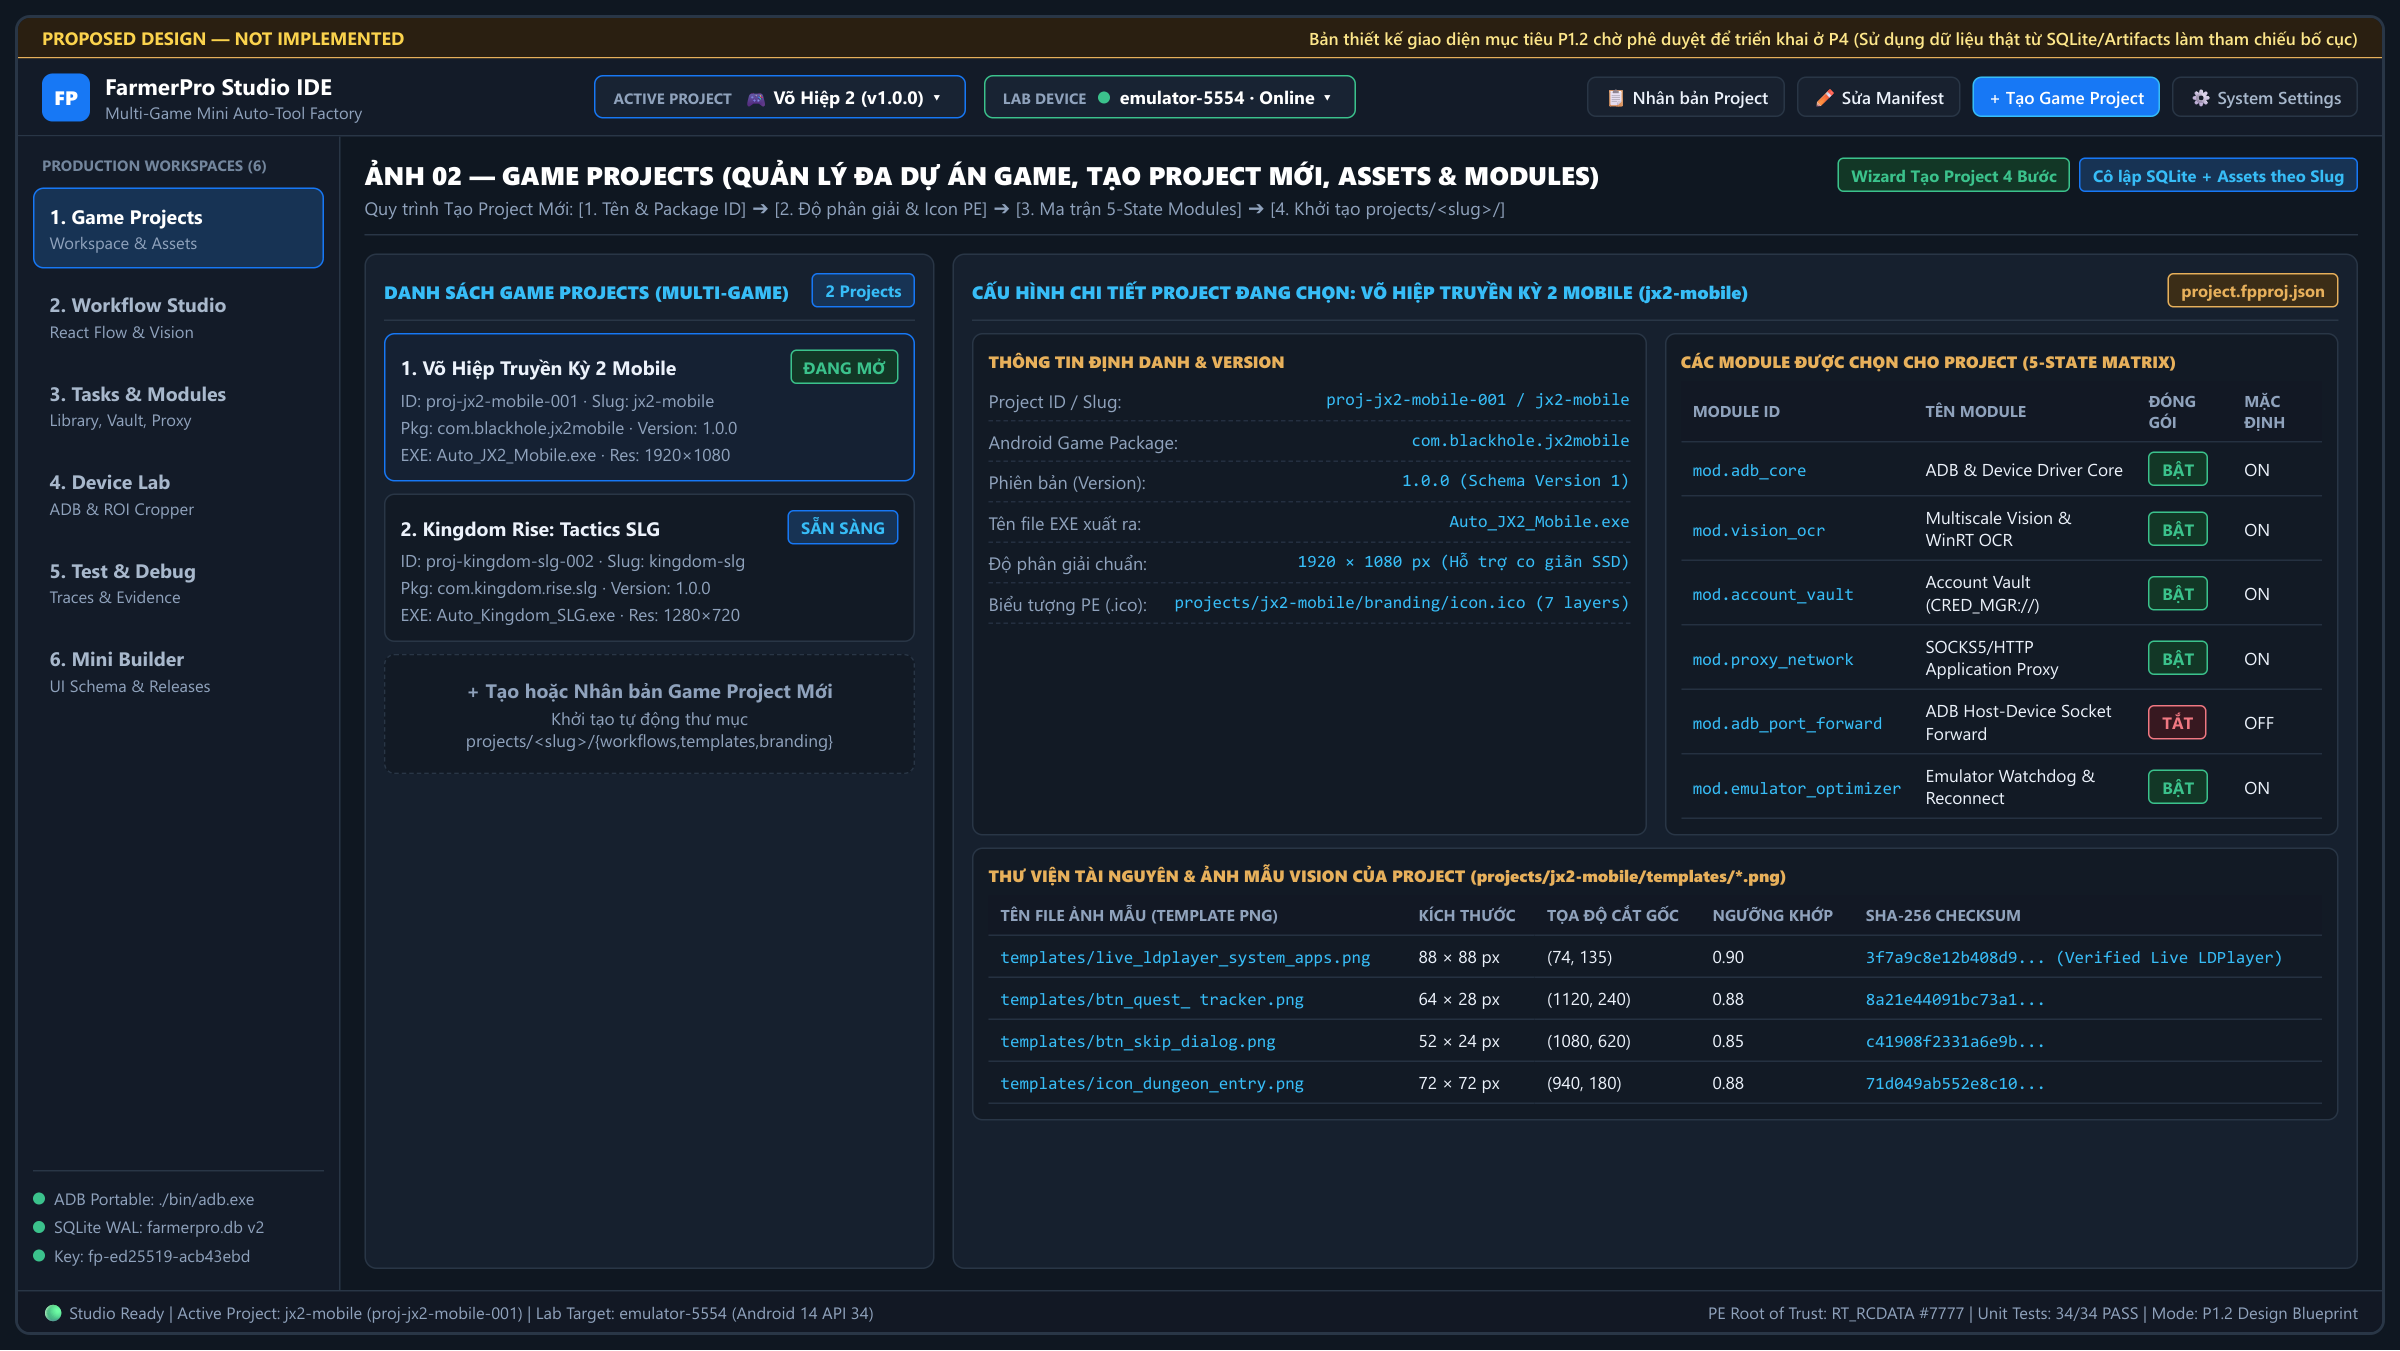 PROPOSED DESIGN — NOT IMPLEMENTED
Bản thiết kế giao diện mục tiêu P1.2 chờ phê duyệt để triển khai ở P4 (Sử dụng dữ liệu thật từ SQLite/Artifacts làm tham chiếu bố cục)
FP
FarmerPro Studio IDE
Multi-Game Mini Auto-Tool Factory
ACTIVE PROJECT 🎮 Võ Hiệp 2 (v1.0.0) ▾
LAB DEVICE ● emulator-5554 · Online ▾
📋 Nhân bản Project
✏️ Sửa Manifest
+ Tạo Game Project
⚙️ System Settings
PRODUCTION WORKSPACES (6)
1. Game Projects
Workspace & Assets
2. Workflow Studio
React Flow & Vision
3. Tasks & Modules
Library, Vault, Proxy
4. Device Lab
ADB & ROI Cropper
5. Test & Debug
Traces & Evidence
6. Mini Builder
UI Schema & Releases
ADB Portable: ./bin/adb.exe
SQLite WAL: farmerpro.db v2
Key: fp-ed25519-acb43ebd
ẢNH 02 — GAME PROJECTS (QUẢN LÝ ĐA DỰ ÁN GAME, TẠO PROJECT MỚI, ASSETS & MODULES)
Quy trình Tạo Project Mới: [1. Tên & Package ID] ➔ [2. Độ phân giải & Icon PE] ➔ [3. Ma trận 5-State Modules] ➔ [4. Khởi tạo projects/<slug>/]
Wizard Tạo Project 4 Bước
Cô lập SQLite + Assets theo Slug
DANH SÁCH GAME PROJECTS (MULTI-GAME)
2 Projects
1. Võ Hiệp Truyền Kỳ 2 Mobile
ĐANG MỞ
ID: proj-jx2-mobile-001 · Slug: jx2-mobile
Pkg: com.blackhole.jx2mobile · Version: 1.0.0
EXE: Auto_JX2_Mobile.exe · Res: 1920×1080
2. Kingdom Rise: Tactics SLG
SẴN SÀNG
ID: proj-kingdom-slg-002 · Slug: kingdom-slg
Pkg: com.kingdom.rise.slg · Version: 1.0.0
EXE: Auto_Kingdom_SLG.exe · Res: 1280×720
+ Tạo hoặc Nhân bản Game Project Mới
Khởi tạo tự động thư mục
projects/<slug>/{workflows,templates,branding}
CẤU HÌNH CHI TIẾT PROJECT ĐANG CHỌN: VÕ HIỆP TRUYỀN KỲ 2 MOBILE (jx2-mobile)
project.fpproj.json
THÔNG TIN ĐỊNH DANH & VERSION
Project ID / Slug: proj-jx2-mobile-001 / jx2-mobile
Android Game Package: com.blackhole.jx2mobile
Phiên bản (Version): 1.0.0 (Schema Version 1)
Tên file EXE xuất ra: Auto_JX2_Mobile.exe
Độ phân giải chuẩn: 1920 × 1080 px (Hỗ trợ co giãn SSD)
Biểu tượng PE (.ico): projects/jx2-mobile/branding/icon.ico (7 layers)
CÁC MODULE ĐƯỢC CHỌN CHO PROJECT (5-STATE MATRIX)
MODULE ID TÊN MODULE ĐÓNG GÓI MẶC ĐỊNH
mod.adb_core ADB & Device Driver Core BẬT ON
mod.vision_ocr Multiscale Vision & WinRT OCR BẬT ON
mod.account_vault Account Vault (CRED_MGR://) BẬT ON
mod.proxy_network SOCKS5/HTTP Application Proxy BẬT ON
mod.adb_port_forward ADB Host-Device Socket Forward TẮT OFF
mod.emulator_optimizer Emulator Watchdog & Reconnect BẬT ON
THƯ VIỆN TÀI NGUYÊN & ẢNH MẪU VISION CỦA PROJECT (projects/jx2-mobile/templates/*.png)
TÊN FILE ẢNH MẪU (TEMPLATE PNG) KÍCH THƯỚC TỌA ĐỘ CẮT GỐC NGƯỠNG KHỚP SHA-256 CHECKSUM
templates/live_ldplayer_system_apps.png 88 × 88 px (74, 135) 0.90 3f7a9c8e12b408d9... (Verified Live LDPlayer)
templates/btn_quest_ tracker.png 64 × 28 px (1120, 240) 0.88 8a21e44091bc73a1...
templates/btn_skip_dialog.png 52 × 24 px (1080, 620) 0.85 c41908f2331a6e9b...
templates/icon_dungeon_entry.png 72 × 72 px (940, 180) 0.88 71d049ab552e8c10...
Studio Ready | Active Project: jx2-mobile (proj-jx2-mobile-001) | Lab Target: emulator-5554 (Android 14 API 34)
PE Root of Trust: RT_RCDATA #7777 | Unit Tests: 34/34 PASS | Mode: P1.2 Design Blueprint